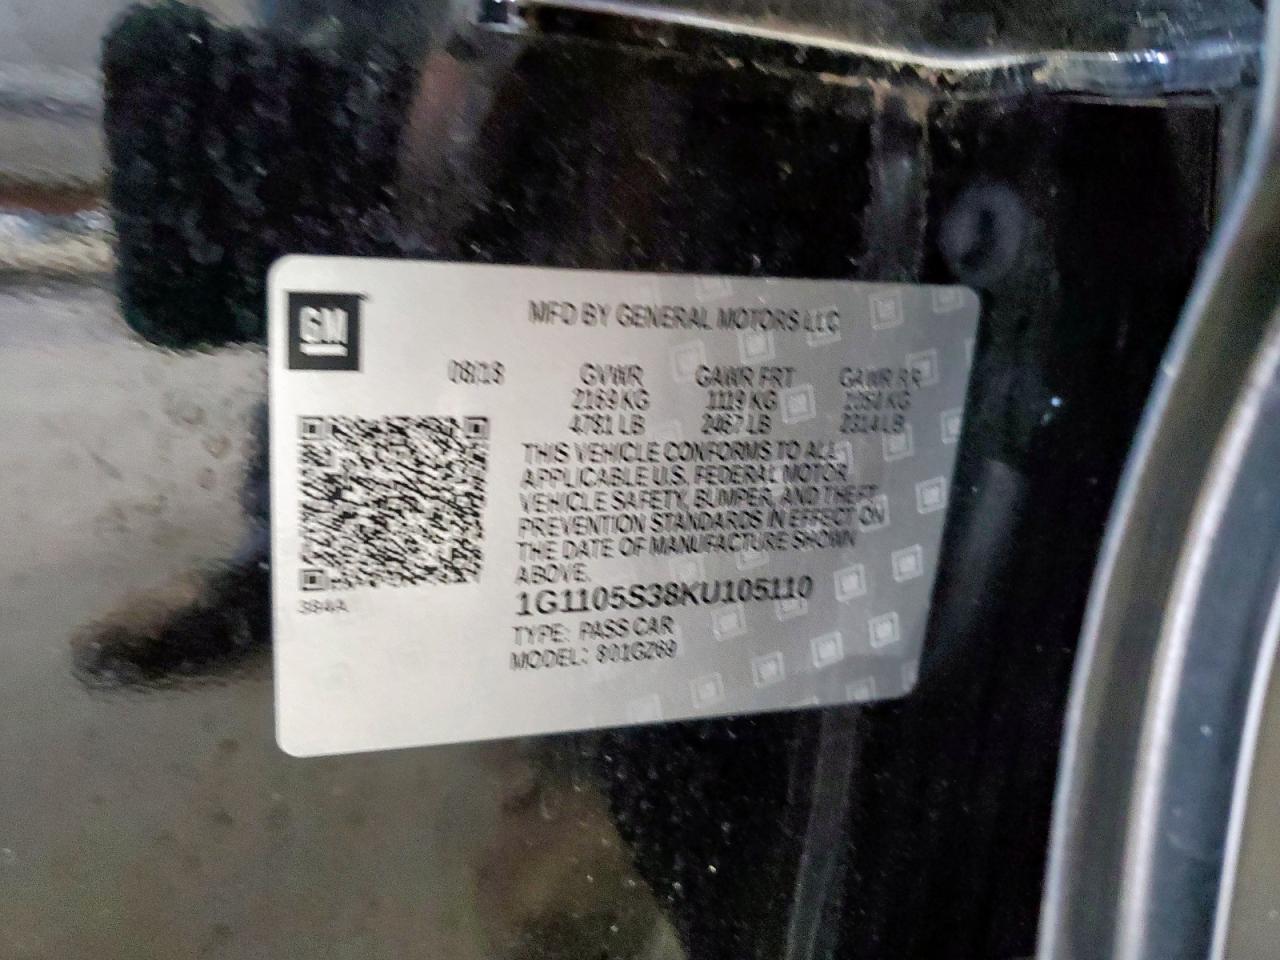 GM
MFD BY GENERAL MOTORS LLC
08/18 GVWR GAWR FRT GAWR RR
2169 KG 1119 KG 1050 KG
4781 LB 2467 LB 2314 LB
THIS VEHICLE CONFORMS TO ALL
APPLICABLE U.S. FEDERAL MOTOR
VEHICLE SAFETY, BUMPER, AND THEFT
PREVENTION STANDARDS IN EFFECT ON
THE DATE OF MANUFACTURE SHOWN
ABOVE.
384A
1G1105S38KU105110
TYPE: PASS CAR
MODEL: